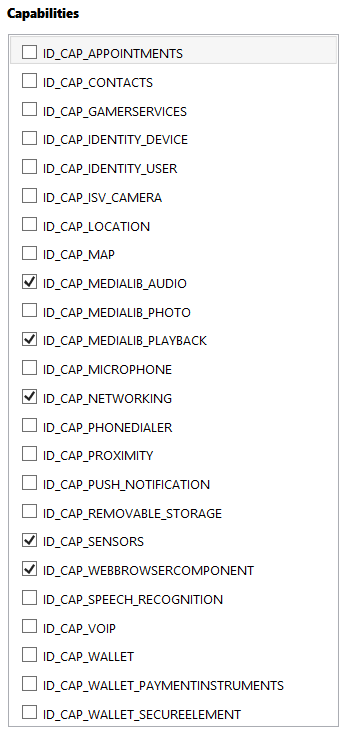 Capabilities
ID_CAP_APPOINTMENTS
ID_CAP_CONTACTS
ID_CAP_GAMERSERVICES
ID_CAP_IDENTITY_DEVICE
ID_CAP_IDENTITY_USER
ID_CAP_ISV_CAMERA
ID_CAP_LOCATION
ID_CAP_MAP
ID_CAP_MEDIALIB_AUDIO
ID_CAP_MEDIALIB_PHOTO
ID_CAP_MEDIALIB_PLAYBACK
ID_CAP_MICROPHONE
ID_CAP_NETWORKING
ID_CAP_PHONEDIALER
ID_CAP_PROXIMITY
ID_CAP_PUSH_NOTIFICATION
ID_CAP_REMOVABLE_STORAGE
ID_CAP_SENSORS
ID_CAP_WEBBROWSERCOMPONENT
ID_CAP_SPEECH_RECOGNITION
ID_CAP_VOIP
ID_CAP_WALLET
ID_CAP_WALLET_PAYMENTINSTRUMENTS
ID_CAP_WALLET_SECUREELEMENT